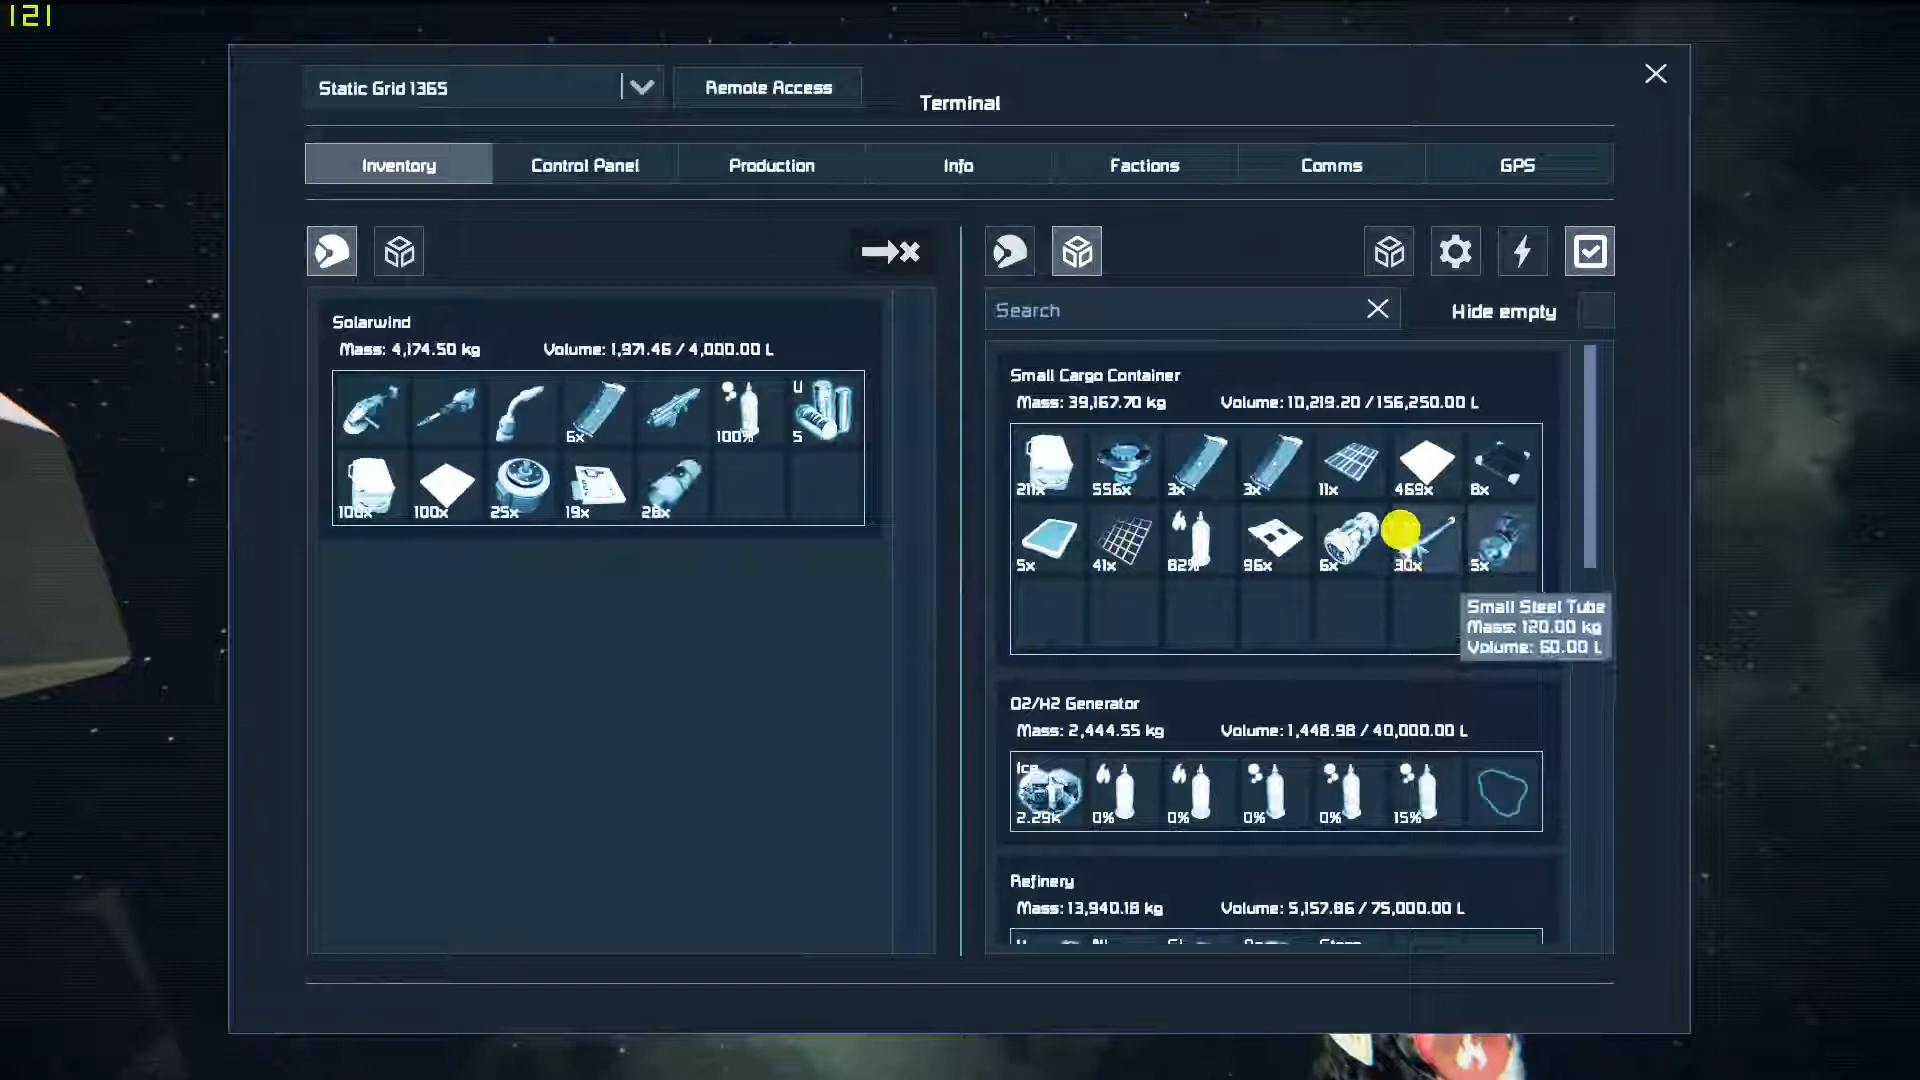 121
Static Grid 1365
Remote Access
Terminal
Inventory
Control Panel
Production
Info
Factions
Comms
GPS
Search
Hide empty
Solarwind
Mass: 4,174.50 kg
Volume: 1,971.46 / 4,000.00 L
6x
100%
U
5
100x
100x
25x
19x
28x
Small Cargo Container
Mass: 39,167.70 kg
Volume: 10,219.20 / 156,250.00 L
211x
556x
3x
3x
11x
469x
8x
5x
41x
82%
96x
6x
30x
5x
Small Steel Tube
Mass: 120.00 kg
Volume: 60.00 L
O2/H2 Generator
Mass: 2,444.55 kg
Volume: 1,448.98 / 40,000.00 L
Ice
2.29k
0%
0%
0%
0%
15%
Refinery
Mass: 13,940.18 kg
Volume: 5,157.86 / 75,000.00 L